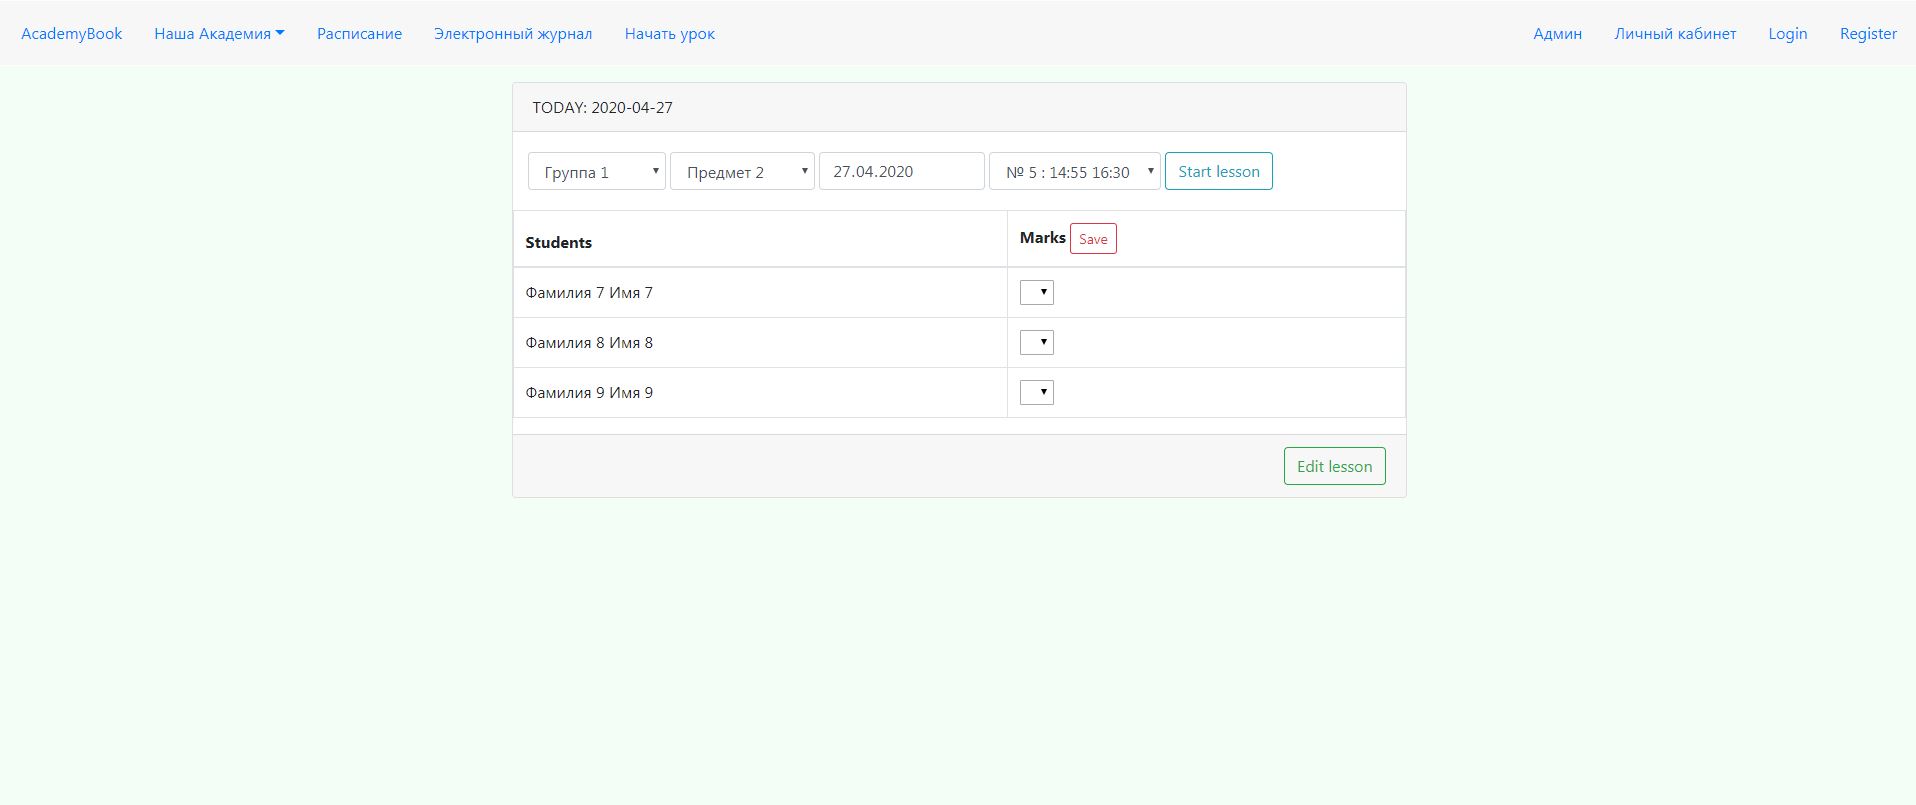 AcademyBook Наша Академия Расписание Электронный журнал Начать урок Админ Личный кабинет Login Register
TODAY: 2020-04-27
Группа 1 Предмет 2 27.04.2020 № 5 : 14:55 16:30 Start lesson
Students Marks Save
Фамилия 7 Имя 7
Фамилия 8 Имя 8
Фамилия 9 Имя 9
Edit lesson